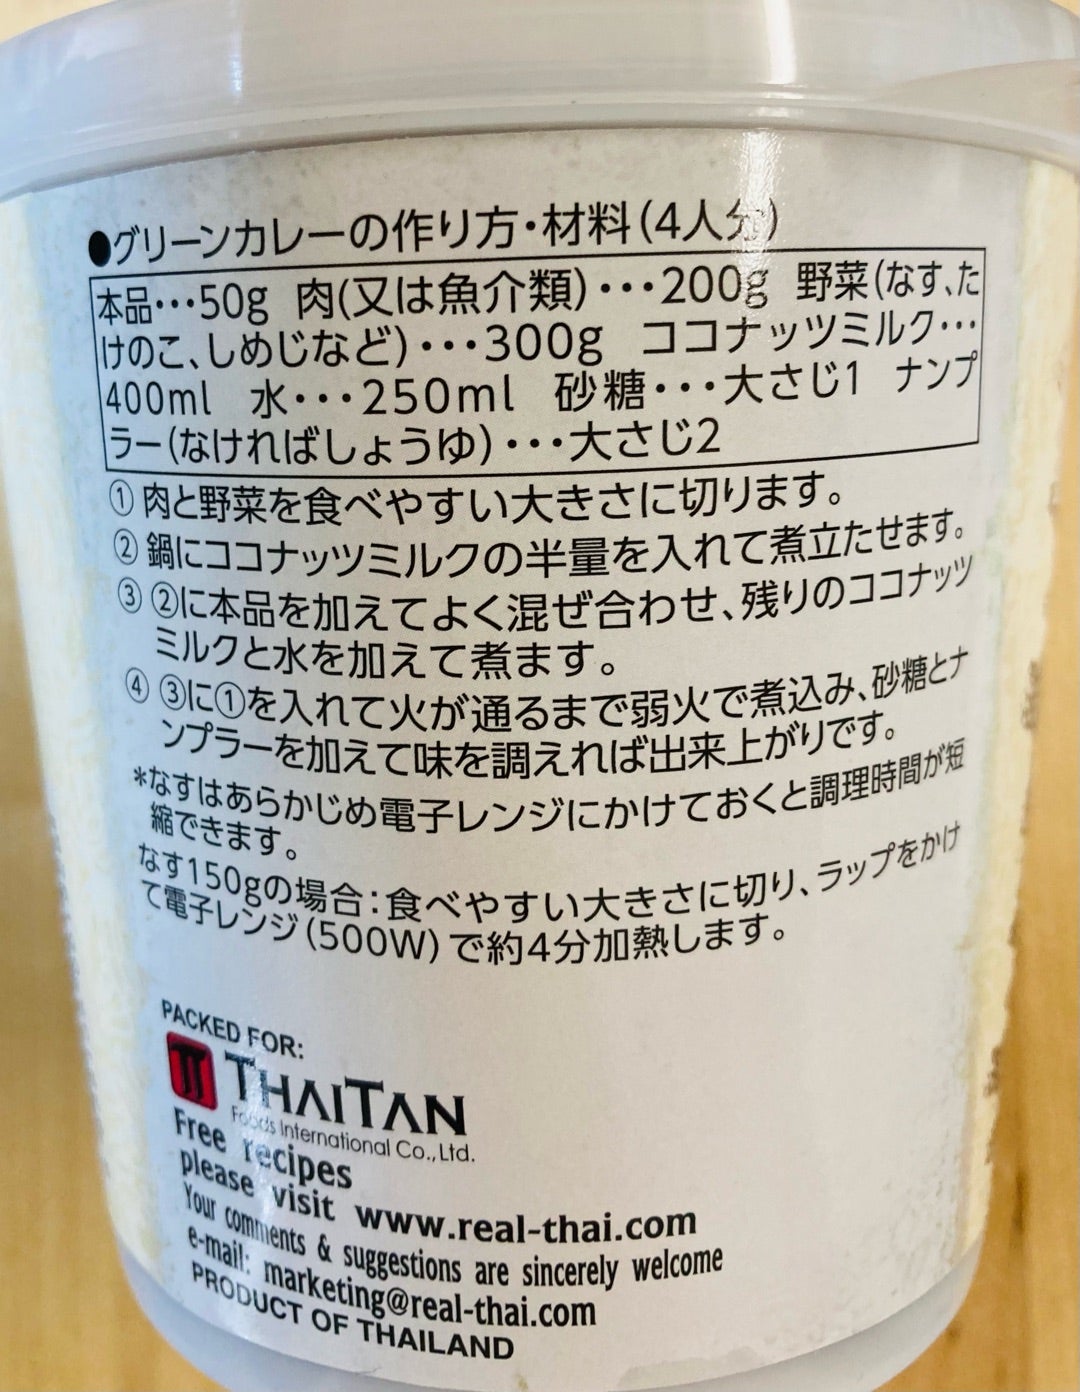 ●グリーンカレーの作り方・材料(4人分)
本品・・・50g 肉(又は魚介類)・・・200g 野菜(なす、た
けのこ、しめじなど)・・・300g ココナッツミルク・・・
400ml 水・・・250ml 砂糖・・・大さじ1 ナンプ
ラー(なければしょうゆ)・・・大さじ2
① 肉と野菜を食べやすい大きさに切ります。
② 鍋にココナッツミルクの半量を入れて煮立たせます。
③ ②に本品を加えてよく混ぜ合わせ、残りのココナッツ
ミルクと水を加えて煮ます。
④ ③に①を入れて火が通るまで弱火で煮込み、砂糖とナ
ンプラーを加えて味を調えれば出来上がりです。
*なすはあらかじめ電子レンジにかけておくと調理時間が短
縮できます。
なす150gの場合:食べやすい大きさに切り、ラップをかけ
て電子レンジ(500W)で約4分加熱します。
PACKED FOR:
THAITAN
Foods International Co.,Ltd.
Free recipes
please visit www.real-thai.com
Your comments & suggestions are sincerely welcome
e-mail: marketing@real-thai.com
PRODUCT OF THAILAND